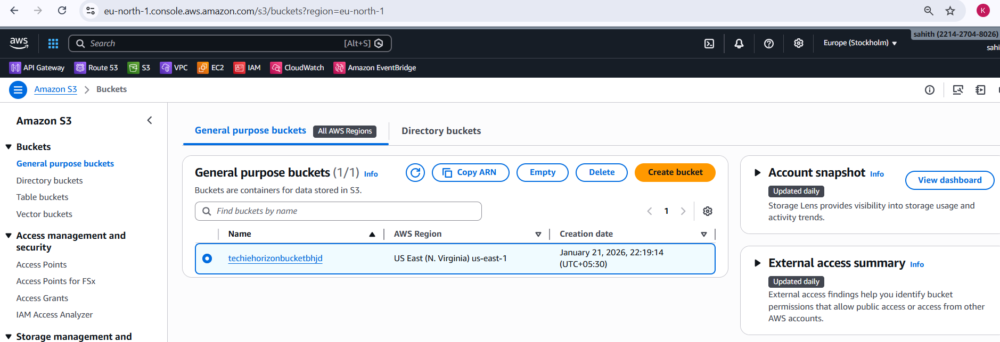 eu-north-1.console.aws.amazon.com/s3/buckets?region=eu-north-1
K
aws
Search
[Alt+S]
Europe (Stockholm)
sahith (2214-2704-8026)
sahi
API Gateway
Route 53
S3
VPC
EC2
IAM
CloudWatch
Amazon EventBridge
Amazon S3
Buckets
Amazon S3
Buckets
General purpose buckets
Directory buckets
Table buckets
Vector buckets
Access management and
security
Access Points
Access Points for FSx
Access Grants
IAM Access Analyzer
Storage management and
General purpose buckets
All AWS Regions
Directory buckets
General purpose buckets (1/1) Info
Copy ARN
Empty
Delete
Create bucket
Buckets are containers for data stored in S3.
Find buckets by name
1
Name
AWS Region
Creation date
techiehorizonbucketbhjd
US East (N. Virginia) us-east-1
January 21, 2026, 22:19:14
(UTC+05:30)
Account snapshot Info
View dashboard
Updated daily
Storage Lens provides visibility into storage usage and
activity trends.
External access summary Info
Updated daily
External access findings help you identify bucket
permissions that allow public access or access from other
AWS accounts.